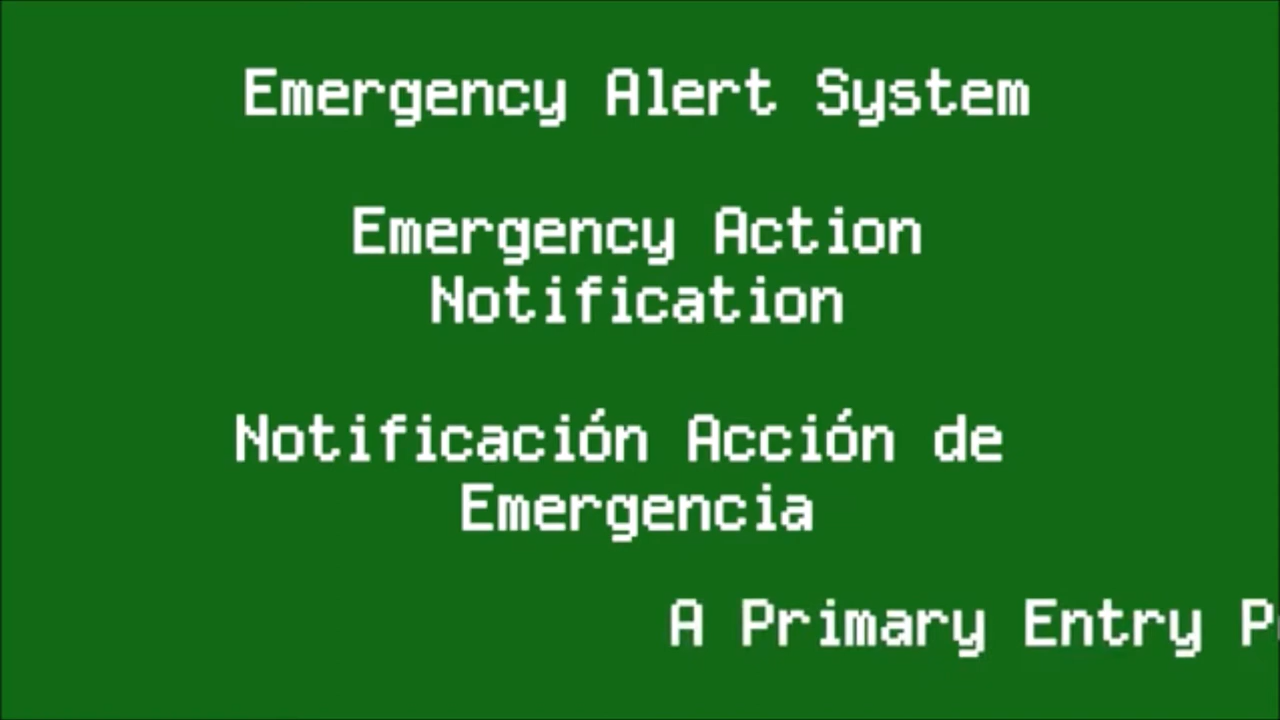 Emergency Alert System
Emergency Action
Notification
Notificación Acción de
Emergencia
A Primary Entry